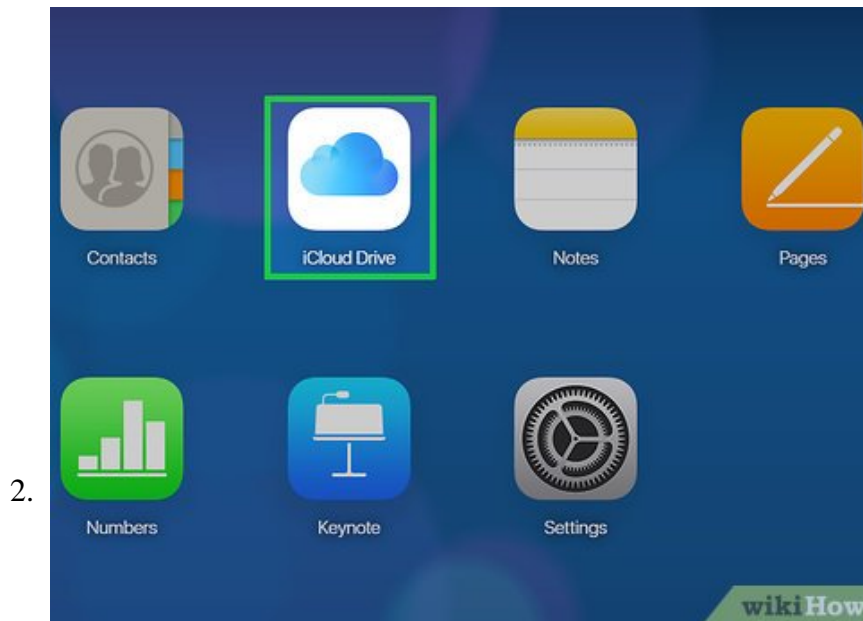 Contacts
iCloud Drive
Notes
Pages
2.
Numbers
Keynote
Settings
wikiHow